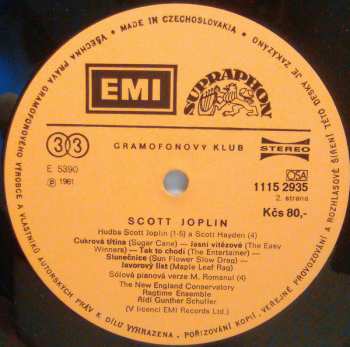 MADE IN CZECHOSLOVAKIA • VŠECHNA PRÁVA GRAMOFONOVÉHO VÝROBCE A VLASTNÍKŮ AUTORSKÝCH PRÁV K DÍLU VYHRAZENA. POŘIZOVÁNÍ KOPIÍ, VEŘEJNÉ PROVOZOVÁNÍ A ROZHLASOVÉ ŠÍŘENÍ TÉTO DESKY JE ZAKÁZÁNO
EMI
SUPRAPHON
33
GRAMOFONOVÝ KLUB
STEREO
E 5390
℗ 1981
OSA
1115 2935
2. strana
SCOTT JOPLIN
Kčs 80,-
Hudba Scott Joplin (1-5) a Scott Hayden (4)
Cukrová třtina (Sugar Cane) – Jasní vítězové (The Easy
Winners) – Tak to chodí (The Entertainer) –
Slunečnice (Sun Flower Slow Drag) –
Javorový list (Maple Leaf Rag)
Sólová pianová verze M. Romanul (4)
The New England Conservatory
Ragtime Ensemble
Řídí Gunther Schuller
(V licenci EMI Records Ltd.)